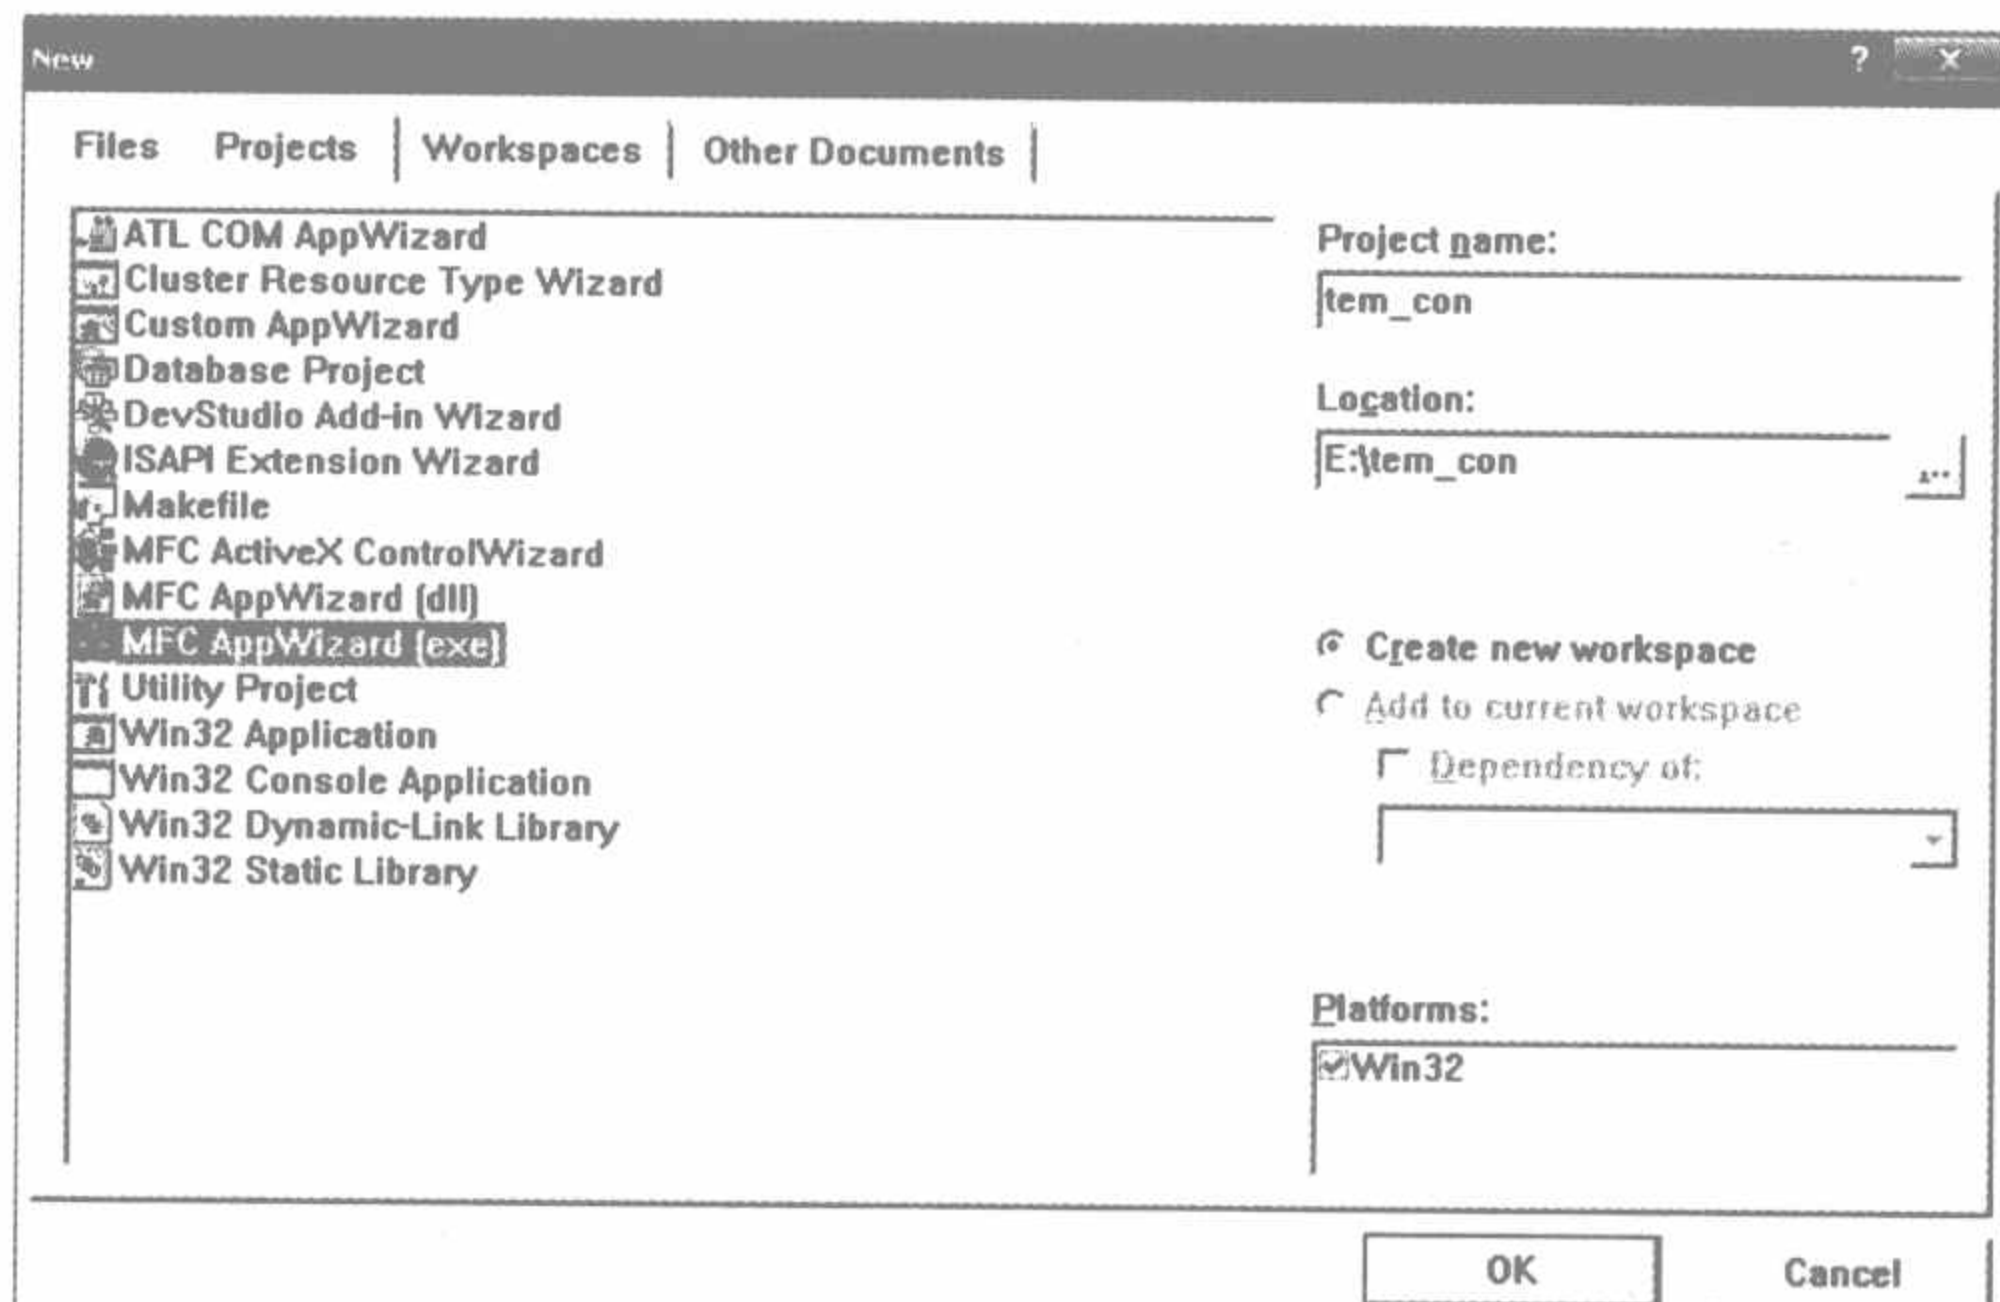 New
Files Projects Workspaces Other Documents
ATL COM AppWizard
Cluster Resource Type Wizard
Custom AppWizard
Database Project
DevStudio Add-in Wizard
ISAPI Extension Wizard
Makefile
MFC ActiveX ControlWizard
MFC AppWizard (dll)
MFC AppWizard (exe)
Utility Project
Win32 Application
Win32 Console Application
Win32 Dynamic-Link Library
Win32 Static Library
Project name:
tem_con
Location:
E:\tem_con
...
Create new workspace
Add to current workspace
Dependency of:
Platforms:
Win32
OK Cancel